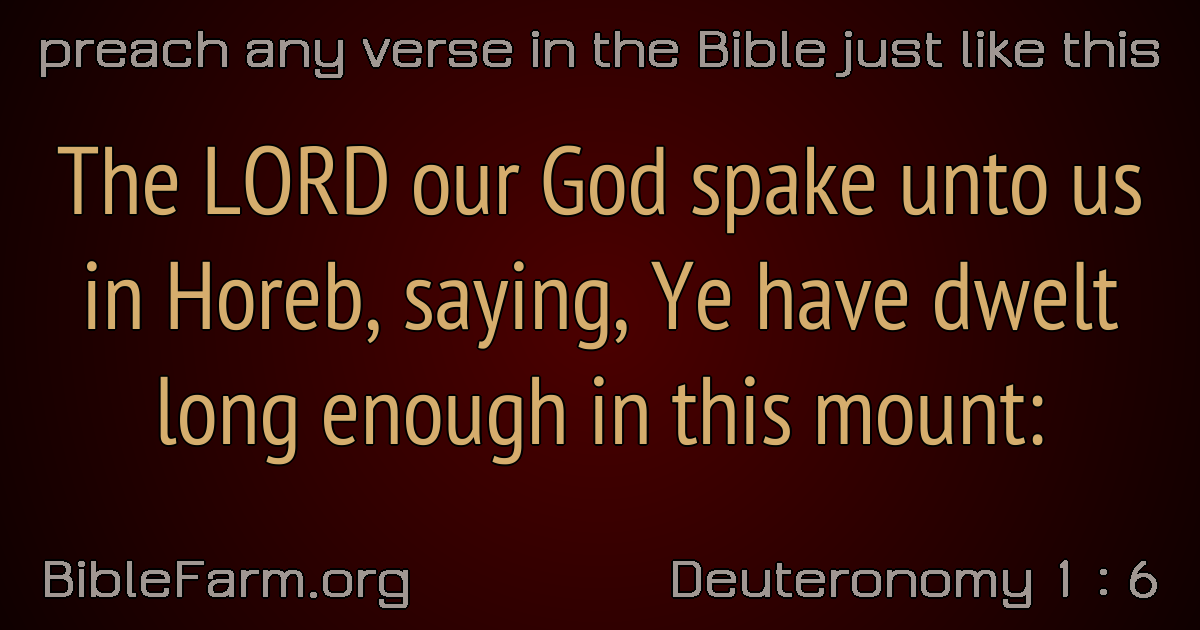 preach any verse in the Bible just like this
The LORD our God spake unto us
in Horeb, saying, Ye have dwelt
long enough in this mount:
BibleFarm.org
Deuteronomy 1 : 6